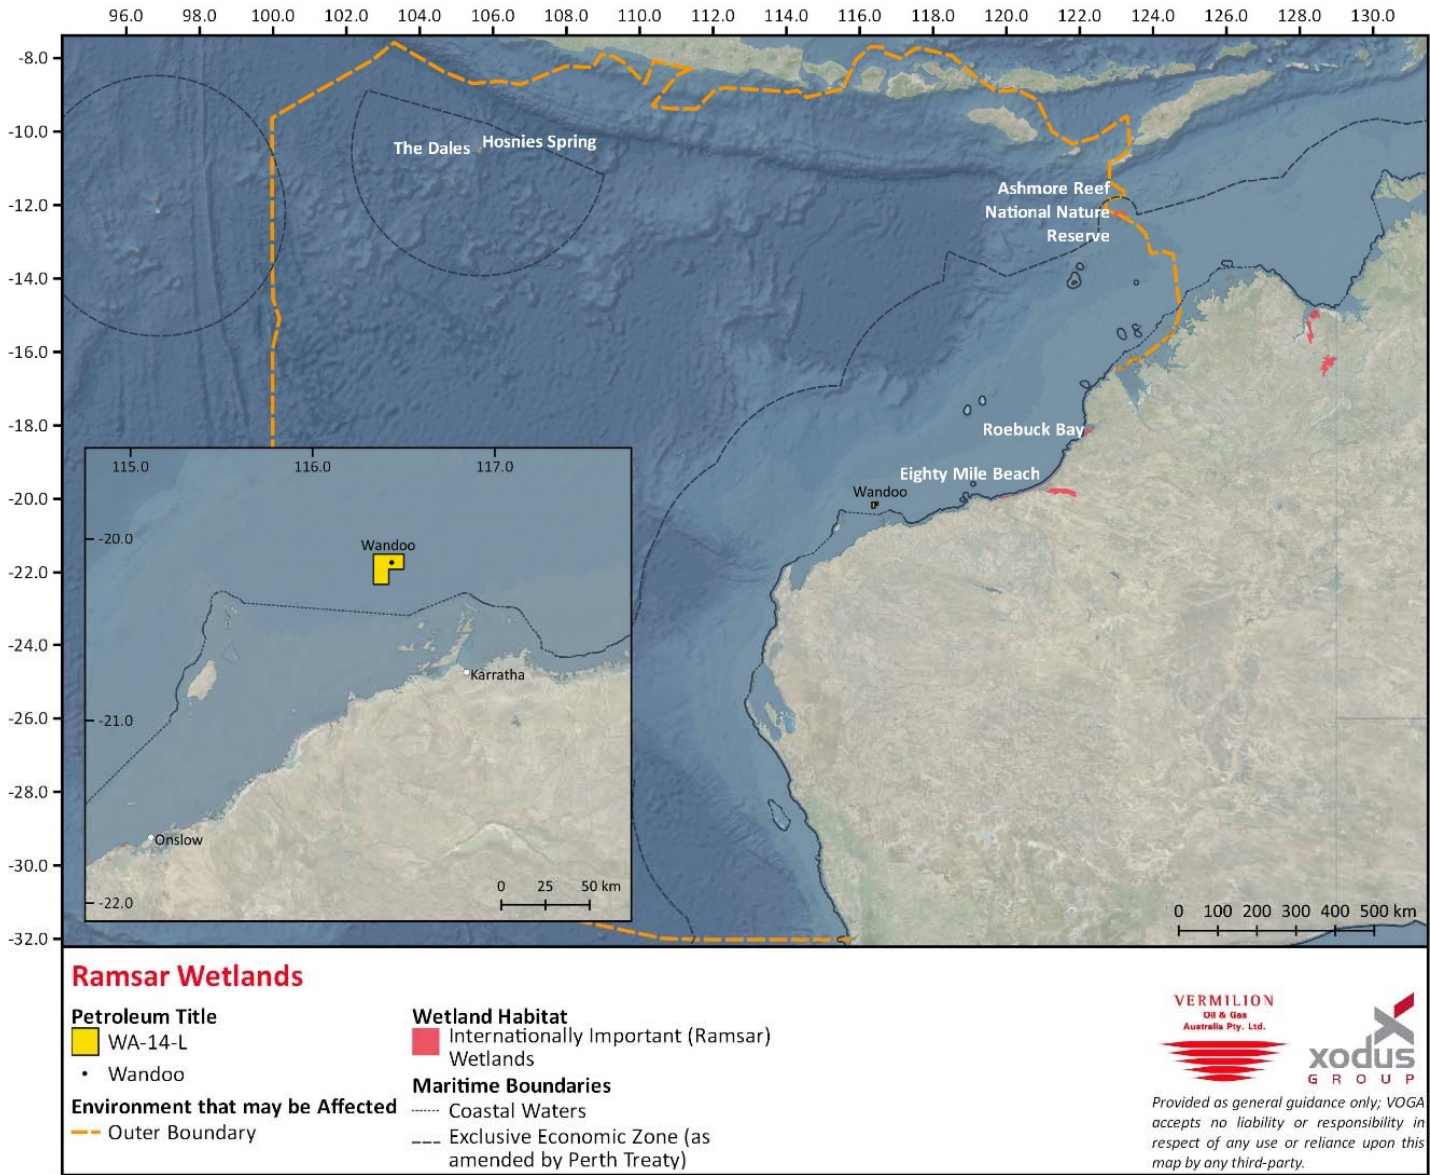 96.0 98.0 100.0 102.0 104.0 106.0 108.0 110.0 112.0 114.0 116.0 118.0 120.0 122.0 124.0 126.0 128.0 130.0
-8.0
-10.0
-12.0
-14.0
-16.0
-18.0
-20.0
-22.0
-24.0
-26.0
-28.0
-30.0
-32.0
The Dales
Hosnies Spring
Ashmore Reef
National Nature
Reserve
Roebuck Bay
Eighty Mile Beach
Wandoo
115.0 116.0 117.0
-20.0
-21.0
-22.0
Wandoo
Karratha
Onslow
0 25 50 km
0 100 200 300 400 500 km
Ramsar Wetlands
Petroleum Title
WA-14-L
Wandoo
Environment that may be Affected
Outer Boundary
Wetland Habitat
Internationally Important (Ramsar)
Wetlands
Maritime Boundaries
Coastal Waters
Exclusive Economic Zone (as
amended by Perth Treaty)
VERMILION
Oil & Gas
Australia Pty. Ltd.
xodus
GROUP
Provided as general guidance only; VOGA
accepts no liability or responsibility in
respect of any use or reliance upon this
map by any third-party.